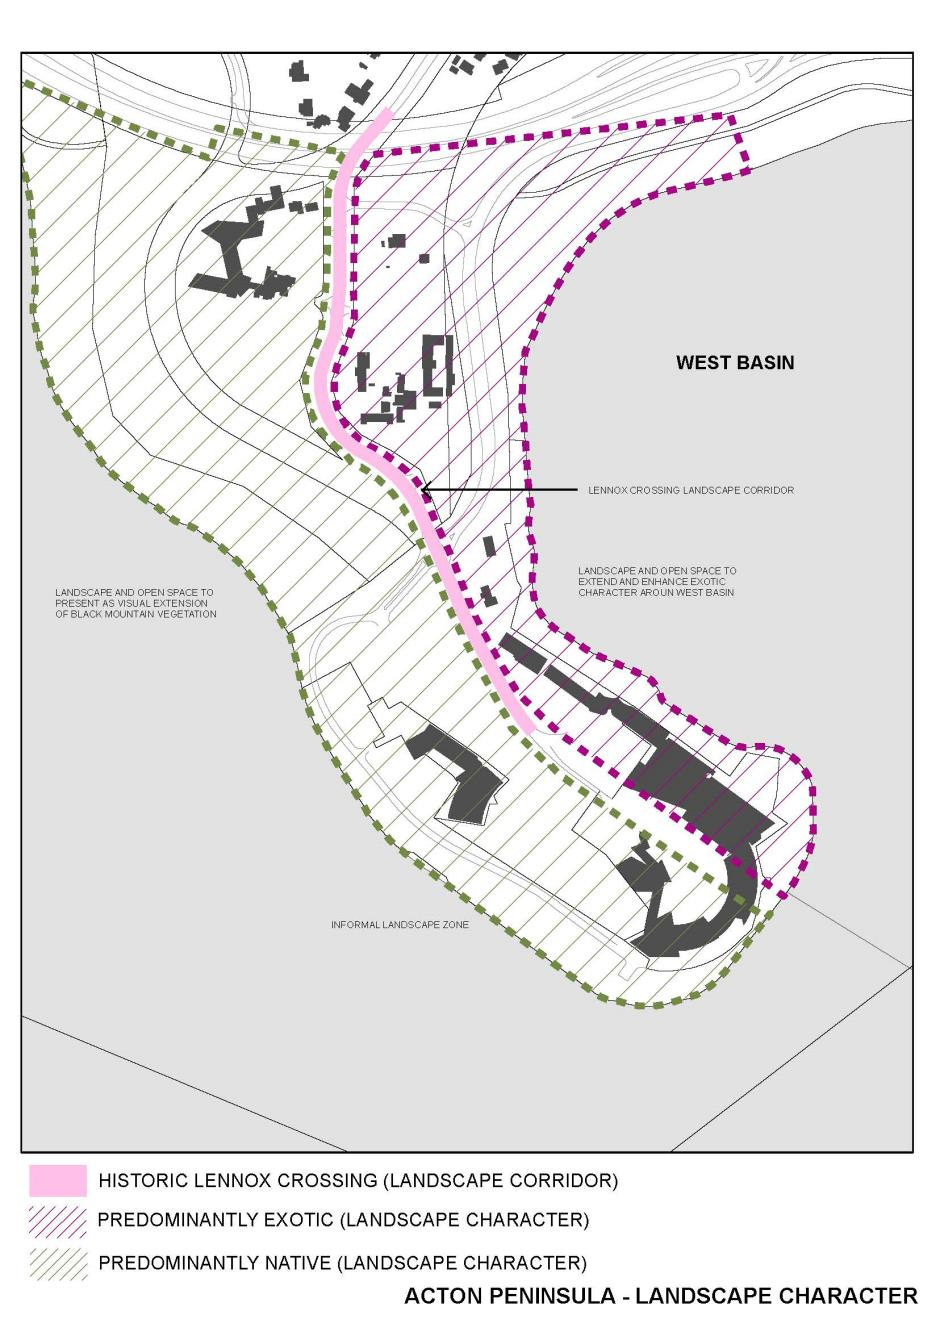 WEST BASIN
LENNOX CROSSING LANDSCAPE CORRIDOR
LANDSCAPE AND OPEN SPACE TO
EXTEND AND ENHANCE EXOTIC
CHARACTER AROUN WEST BASIN
LANDSCAPE AND OPEN SPACE TO
PRESENT AS VISUAL EXTENSION
OF BLACK MOUNTAIN VEGETATION
INFORMAL LANDSCAPE ZONE
HISTORIC LENNOX CROSSING (LANDSCAPE CORRIDOR)
PREDOMINANTLY EXOTIC (LANDSCAPE CHARACTER)
PREDOMINANTLY NATIVE (LANDSCAPE CHARACTER)
ACTON PENINSULA - LANDSCAPE CHARACTER